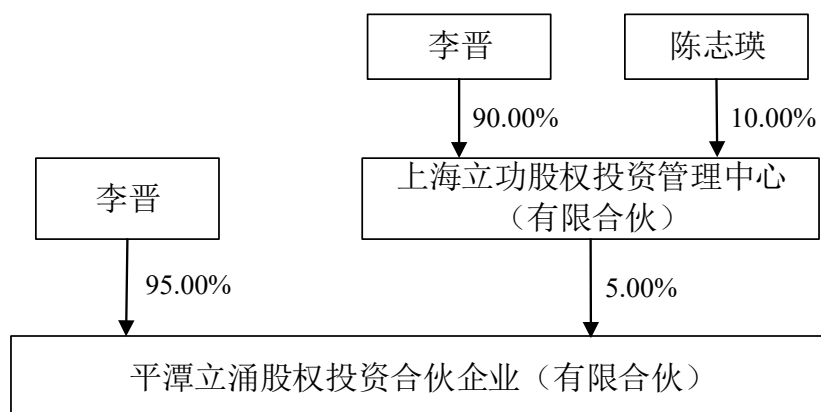 李晋
陈志瑛
90.00%
10.00%
李晋
上海立功股权投资管理中心
（有限合伙）
95.00%
5.00%
平潭立涌股权投资合伙企业（有限合伙）